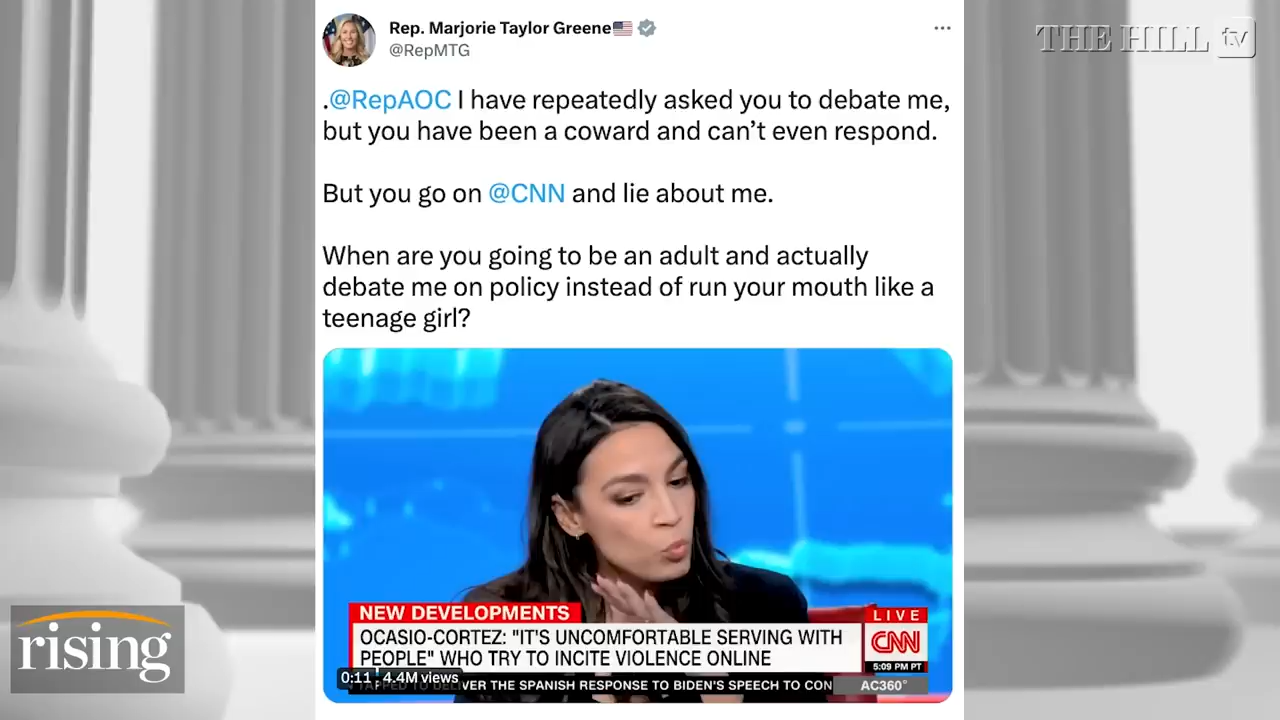 Rep. Marjorie Taylor Greene🇺🇸
@RepMTG
THE HILL tv
.@RepAOC I have repeatedly asked you to debate me,
but you have been a coward and can’t even respond.
But you go on @CNN and lie about me.
When are you going to be an adult and actually
debate me on policy instead of run your mouth like a
teenage girl?
NEW DEVELOPMENTS
LIVE
OCASIO-CORTEZ: "IT'S UNCOMFORTABLE SERVING WITH
PEOPLE" WHO TRY TO INCITE VIOLENCE ONLINE
CNN
5:09 PM PT
0:11 4.4M views
VER THE SPANISH RESPONSE TO BIDEN'S SPEECH TO CON
AC360°
rising